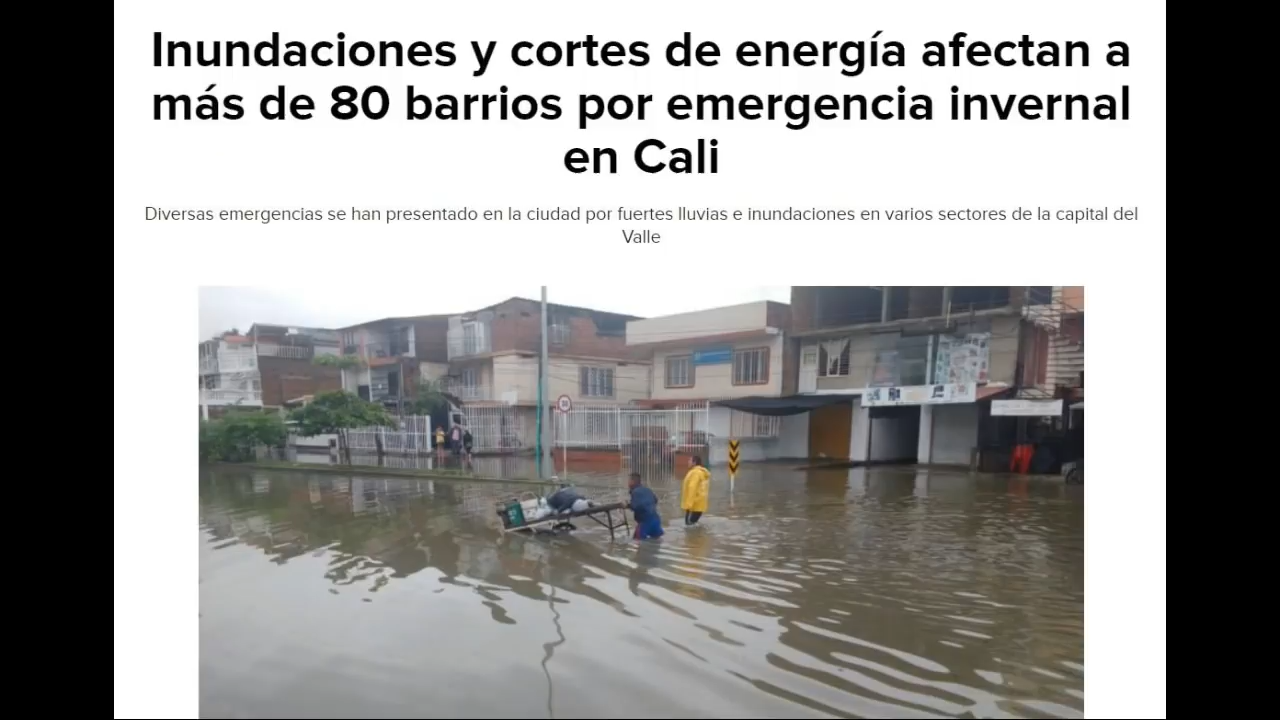 Inundaciones y cortes de energía afectan a
más de 80 barrios por emergencia invernal
en Cali
Diversas emergencias se han presentado en la ciudad por fuertes lluvias e inundaciones en varios sectores de la capital del
Valle